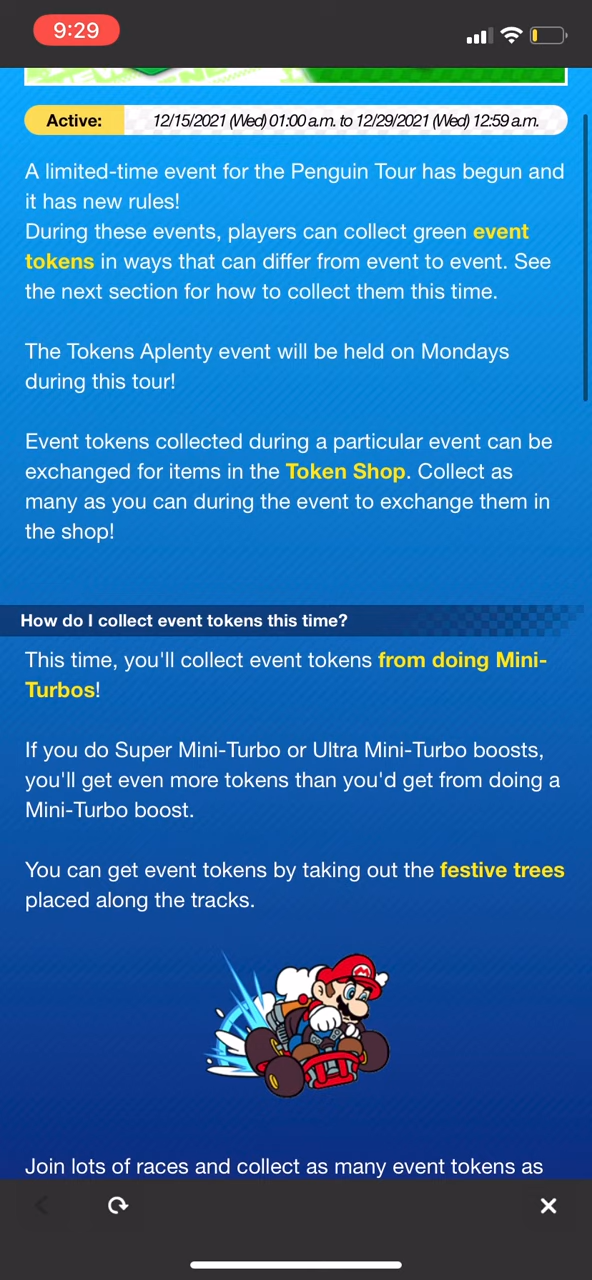 9:29
Active: 12/15/2021 (Wed) 01:00 a.m. to 12/29/2021 (Wed) 12:59 a.m.
A limited-time event for the Penguin Tour has begun and
it has new rules!
During these events, players can collect green event
tokens in ways that can differ from event to event. See
the next section for how to collect them this time.
The Tokens Aplenty event will be held on Mondays
during this tour!
Event tokens collected during a particular event can be
exchanged for items in the Token Shop. Collect as
many as you can during the event to exchange them in
the shop!
How do I collect event tokens this time?
This time, you'll collect event tokens from doing Mini-
Turbos!
If you do Super Mini-Turbo or Ultra Mini-Turbo boosts,
you'll get even more tokens than you'd get from doing a
Mini-Turbo boost.
You can get event tokens by taking out the festive trees
placed along the tracks.
Join lots of races and collect as many event tokens as